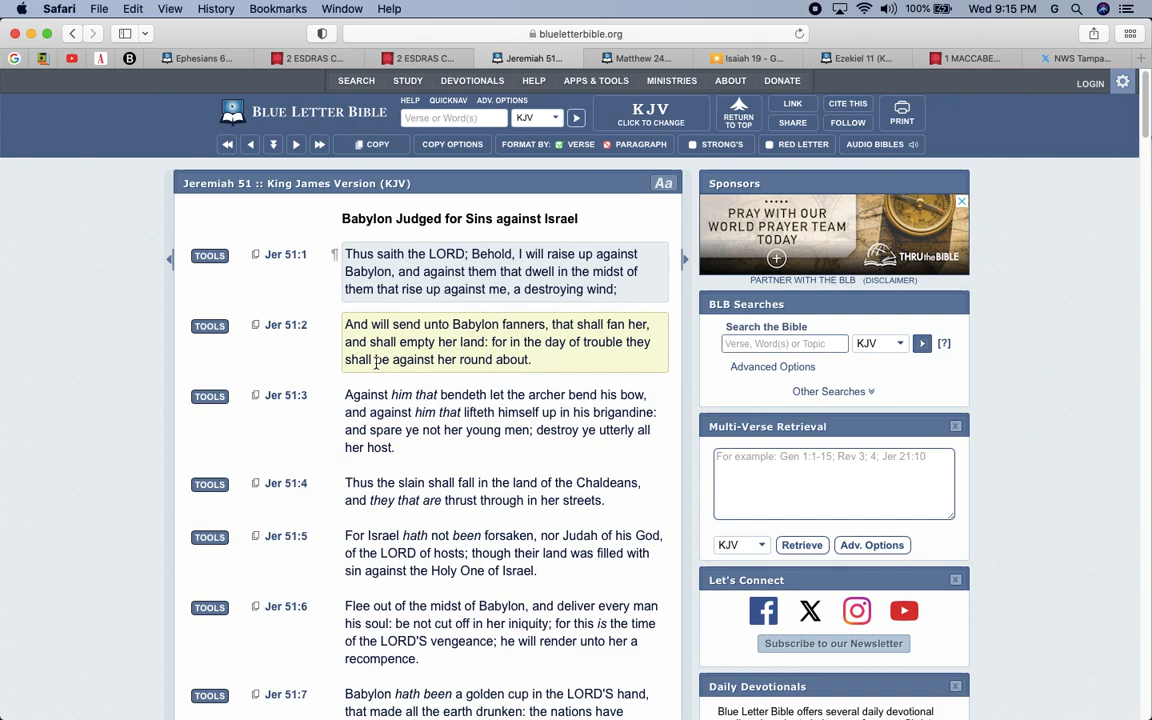 Safari File Edit View History Bookmarks Window Help 100% Wed 9:15 PM G
blueletterbible.org
G A B Ephesians 6... 2 ESDRAS C... 2 ESDRAS C... Jeremiah 51... Matthew 24... Isaiah 19 - G... Ezekiel 11 (K... 1 MACCABE... X NWS Tampa...
SEARCH STUDY DEVOTIONALS HELP APPS & TOOLS MINISTRIES ABOUT DONATE LOGIN
BLUE LETTER BIBLE
HELP QUICKNAV ADV. OPTIONS
Verse or Word(s) KJV
KJV
CLICK TO CHANGE
RETURN
TO TOP
LINK CITE THIS
SHARE FOLLOW
PRINT
COPY COPY OPTIONS FORMAT BY: VERSE PARAGRAPH STRONG'S RED LETTER AUDIO BIBLES
Jeremiah 51 :: King James Version (KJV) Aa
Babylon Judged for Sins against Israel
TOOLS Jer 51:1 ¶ Thus saith the LORD; Behold, I will raise up against
Babylon, and against them that dwell in the midst of
them that rise up against me, a destroying wind;
TOOLS Jer 51:2 And will send unto Babylon fanners, that shall fan her,
and shall empty her land: for in the day of trouble they
shall be against her round about.
TOOLS Jer 51:3 Against him that bendeth let the archer bend his bow,
and against him that lifteth himself up in his brigandine:
and spare ye not her young men; destroy ye utterly all
her host.
TOOLS Jer 51:4 Thus the slain shall fall in the land of the Chaldeans,
and they that are thrust through in her streets.
TOOLS Jer 51:5 For Israel hath not been forsaken, nor Judah of his God,
of the LORD of hosts; though their land was filled with
sin against the Holy One of Israel.
TOOLS Jer 51:6 Flee out of the midst of Babylon, and deliver every man
his soul: be not cut off in her iniquity; for this is the time
of the LORD'S vengeance; he will render unto her a
recompence.
TOOLS Jer 51:7 Babylon hath been a golden cup in the LORD'S hand,
that made all the earth drunken: the nations have
Sponsors
PRAY WITH OUR
WORLD PRAYER TEAM
TODAY
THRU the BIBLE
PARTNER WITH THE BLB (DISCLAIMER)
BLB Searches
Search the Bible
Verse, Word(s) or Topic KJV [?]
Advanced Options
Other Searches
Multi-Verse Retrieval
For example: Gen 1:1-15; Rev 3; 4; Jer 21:10
KJV Retrieve Adv. Options
Let's Connect
Subscribe to our Newsletter
Daily Devotionals
Blue Letter Bible offers several daily devotional